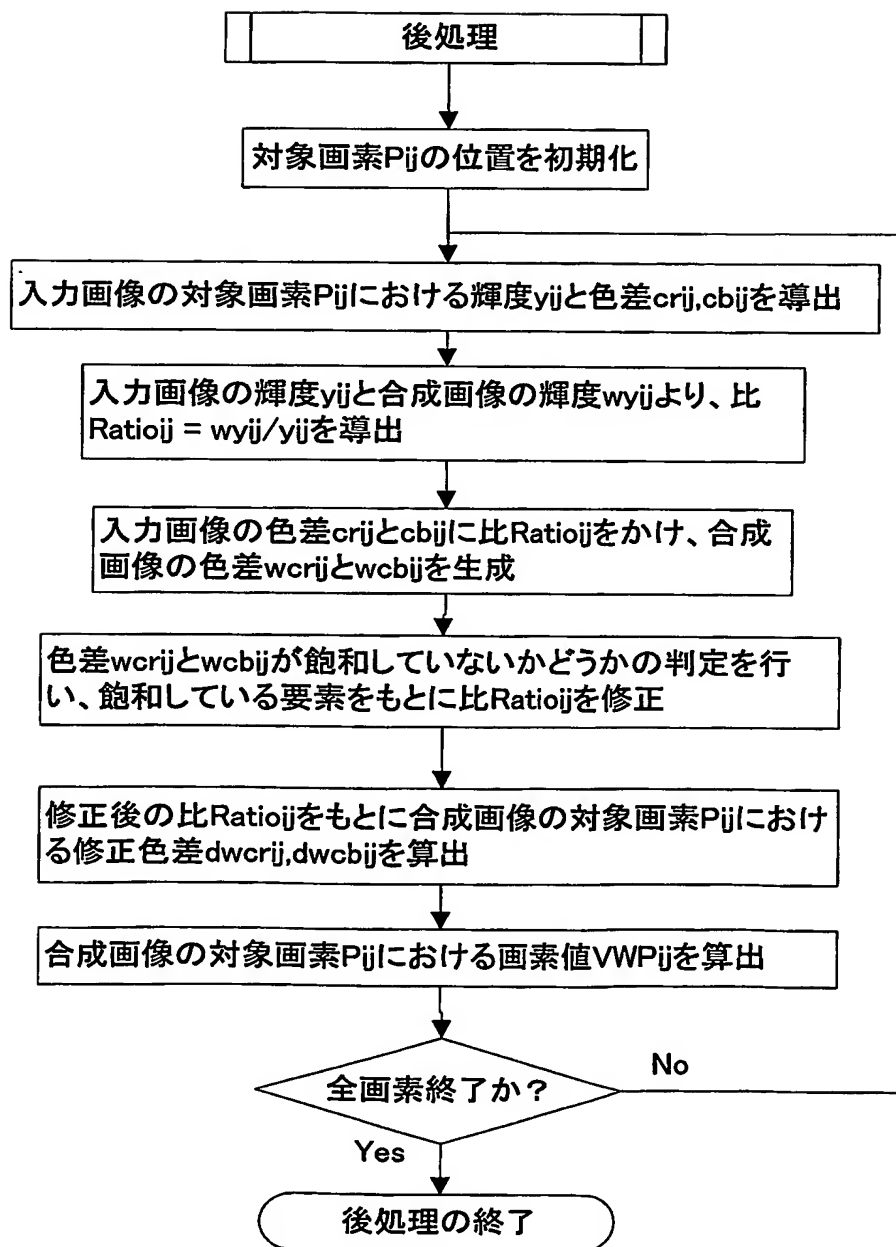 後処理
対象画素Pijの位置を初期化
入力画像の対象画素Pijにおける輝度yijと色差crij,cbijを導出
入力画像の輝度yijと合成画像の輝度wyijより、比
Ratioij = wyij/yijを導出
入力画像の色差crijとcbijに比Ratioijをかけ、合成
画像の色差wcrijとwcbijを生成
色差wcrijとwcbijが飽和していないかどうかの判定を行
い、飽和している要素をもとに比Ratioijを修正
修正後の比Ratioijをもとに合成画像の対象画素Pijにおけ
る修正色差dwcrij,dwcbijを算出
合成画像の対象画素Pijにおける画素値VWPijを算出
全画素終了か？
No
Yes
後処理の終了